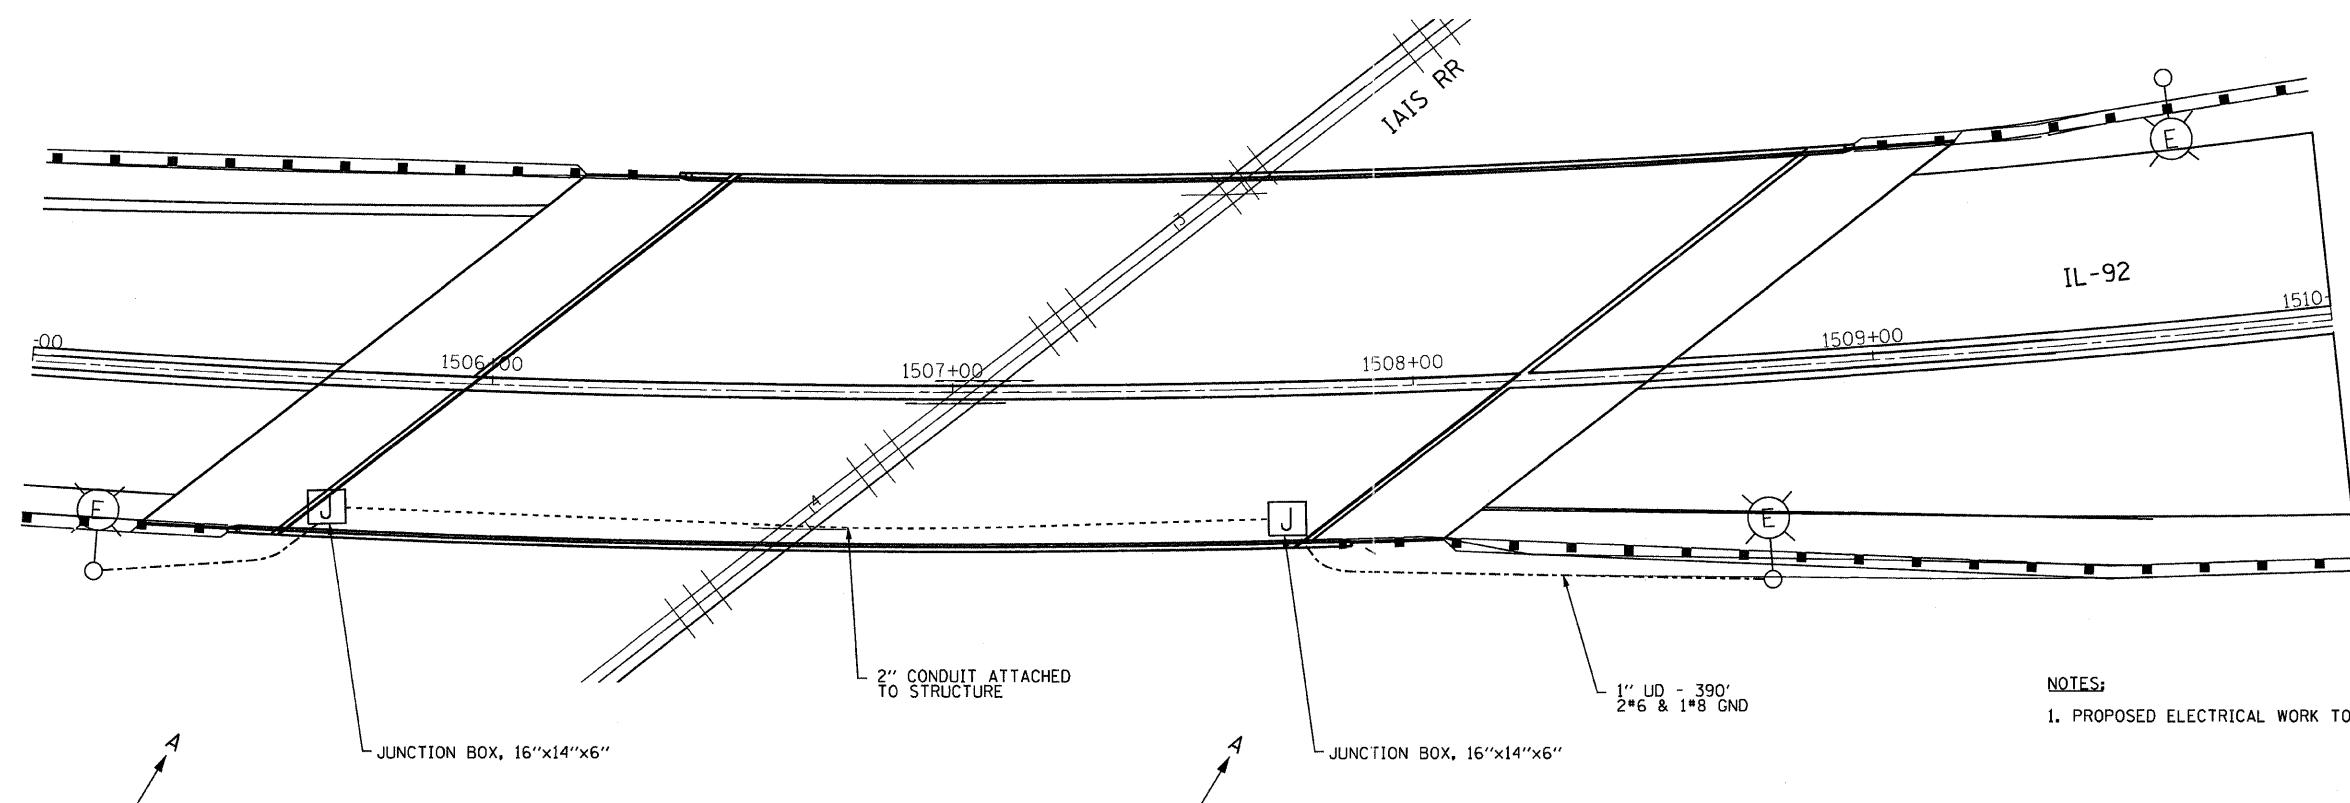 IAIS RR
E
3
IL-92
1510
-00
1506+00
1507+00
1508+00
1509+00
E
J
4
J
E
2" CONDUIT ATTACHED
TO STRUCTURE
1" UD - 390'
2#6 & 1#8 GND
NOTES:
1. PROPOSED ELECTRICAL WORK TO
A
JUNCTION BOX, 16"x14"x6"
A
JUNCTION BOX, 16"x14"x6"